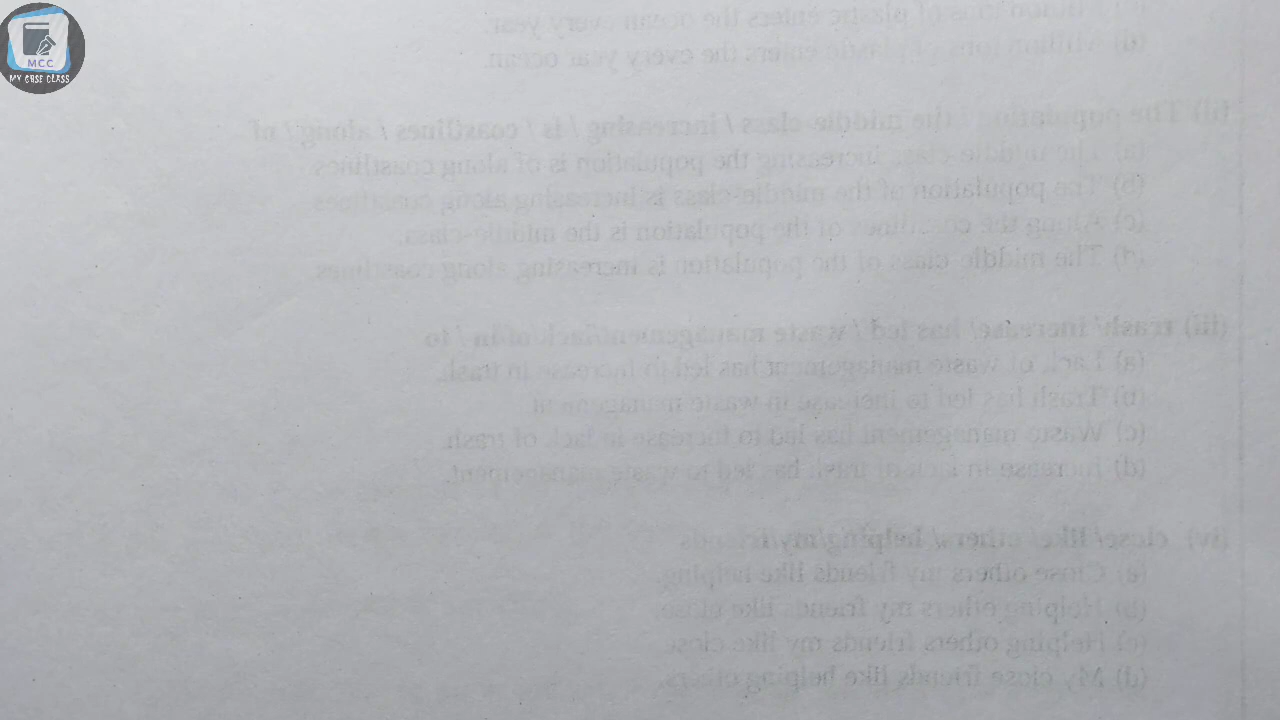 MCC
MY CBSE CLASS
tons of plastic enters the ocean every year.
(d) Million tons of plastic enters the every year ocean.
(ii) The population / the middle-class / increasing / is / coastlines / along / of
(a) The middle-class increasing the population is of along coastlines
(b) The population of the middle-class is increasing along coastlines
(c) Along the coastlines of the population is the middle-class.
(d) The middle class of the population is increasing along coastlines.
(iii) trash/ increase/ has led / waste management/lack/of/in / to
(a) Lack of waste management has led to increase in trash.
(b) Trash has led to increase in waste management.
(c) Waste management has led to increase in lack of trash.
(d) Increase in lack of trash has led to waste management.
(iv) close/ like/ others/ helping/my/friends
(a) Close others my friends like helping.
(b) Helping others my friends like close.
(c) Helping others friends my like close.
(d) My close friends like helping others.